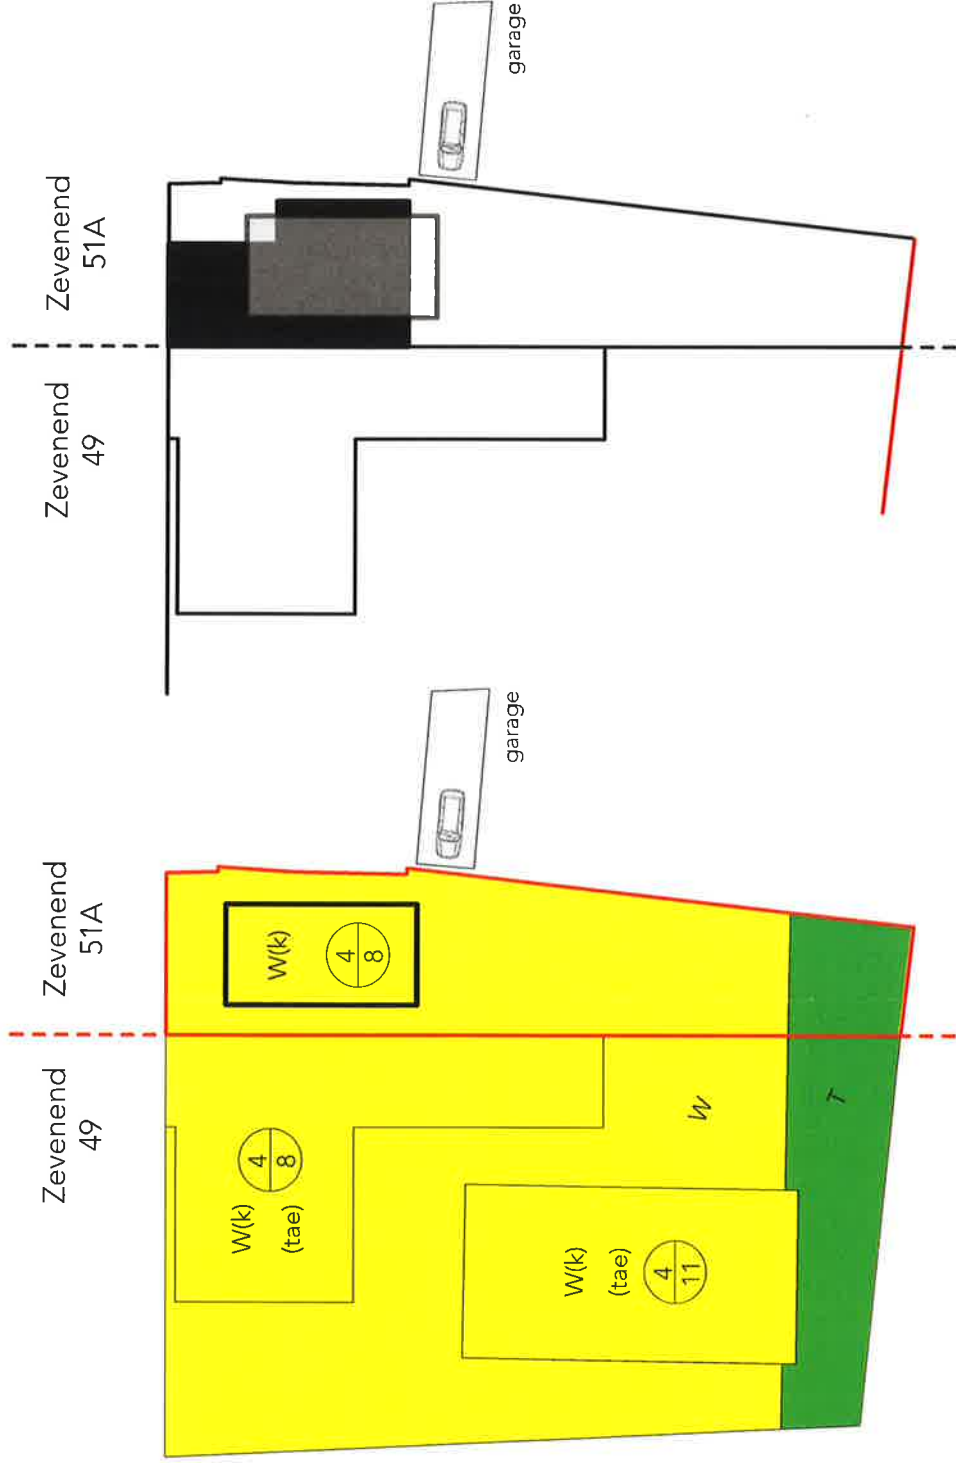 Zevenend
49
Zevenend
51A
W(k)
(tae)
4
8
W(k)
4
8
W(k)
(tae)
4
11
W
T
garage
Zevenend
49
Zevenend
51A
garage